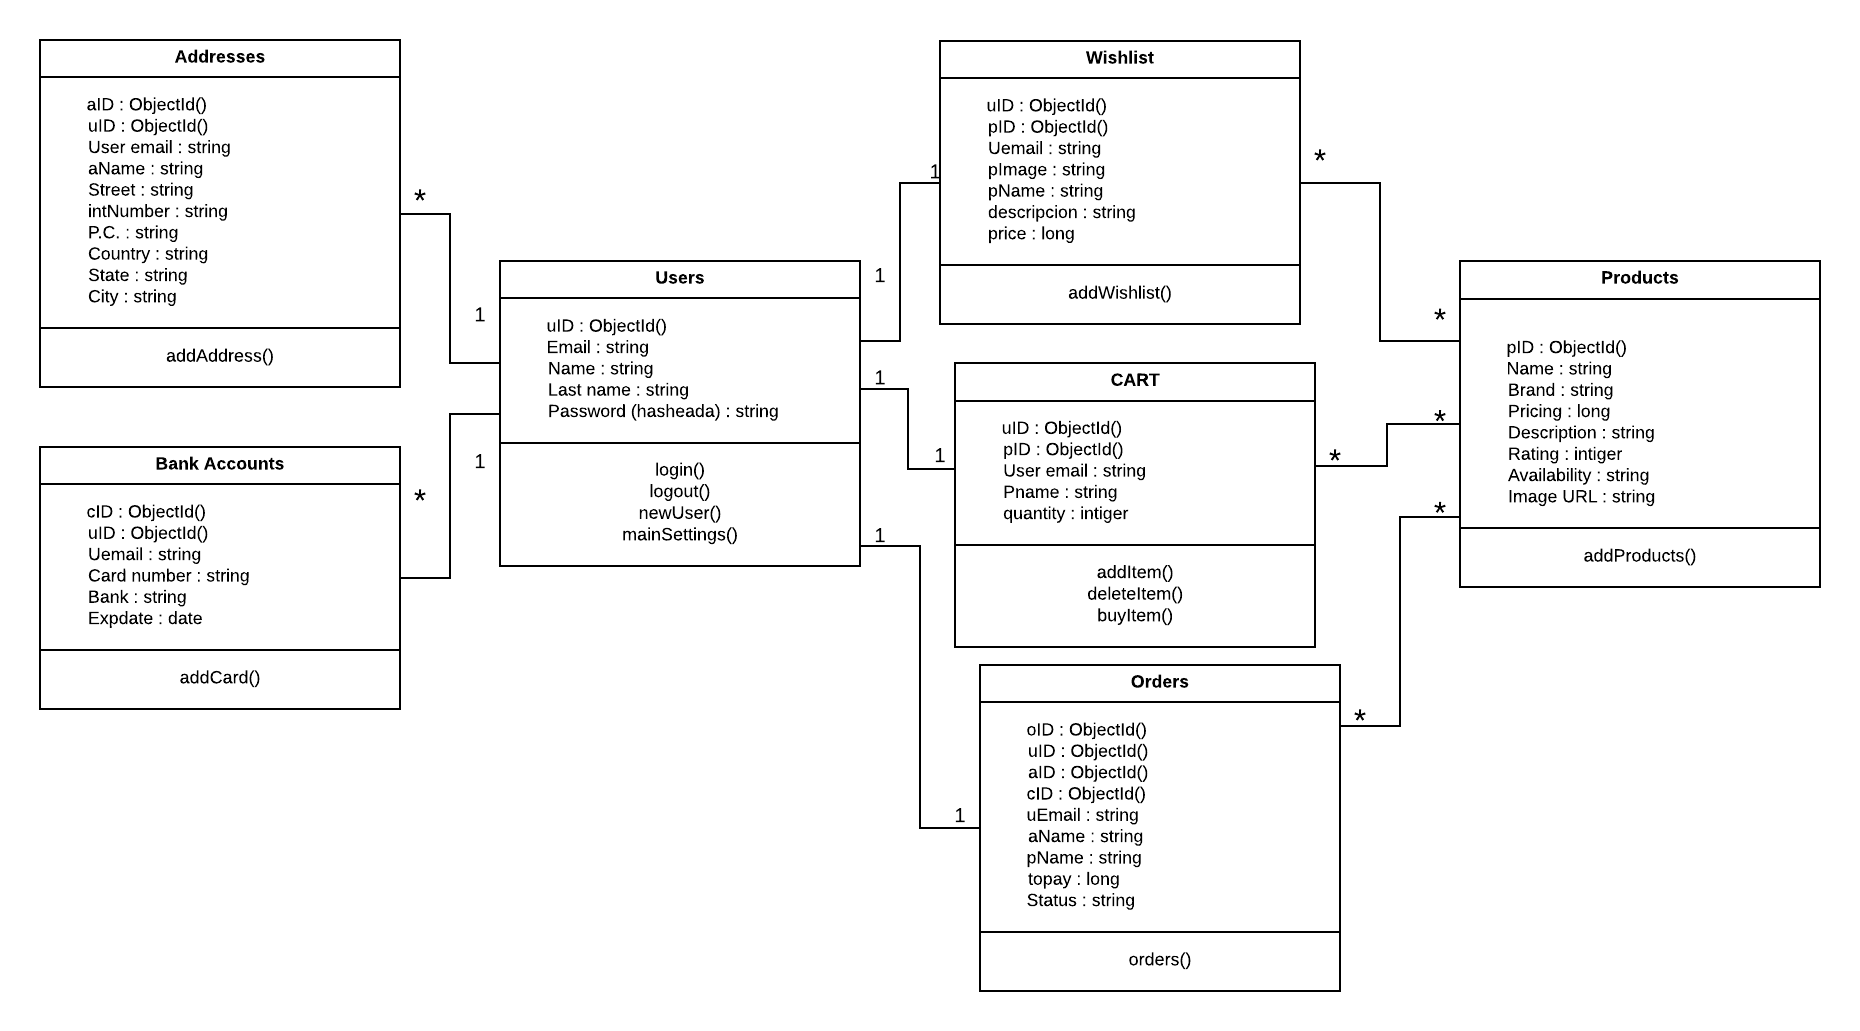 Addresses
aID : ObjectId()
uID : ObjectId()
User email : string
aName : string
Street : string
intNumber : string
P.C. : string
Country : string
State : string
City : string
addAddress()
*
1
Bank Accounts
cID : ObjectId()
uID : ObjectId()
Uemail : string
Card number : string
Bank : string
Expdate : date
addCard()
*
1
Users
uID : ObjectId()
Email : string
Name : string
Last name : string
Password (hasheada) : string
login()
logout()
newUser()
mainSettings()
1
1
1
1
1
1
Wishlist
uID : ObjectId()
pID : ObjectId()
Uemail : string
pImage : string
pName : string
descripcion : string
price : long
addWishlist()
*
*
CART
uID : ObjectId()
pID : ObjectId()
User email : string
Pname : string
quantity : intiger
addItem()
deleteItem()
buyItem()
*
*
Orders
oID : ObjectId()
uID : ObjectId()
aID : ObjectId()
cID : ObjectId()
uEmail : string
aName : string
pName : string
topay : long
Status : string
orders()
*
*
Products
pID : ObjectId()
Name : string
Brand : string
Pricing : long
Description : string
Rating : intiger
Availability : string
Image URL : string
addProducts()